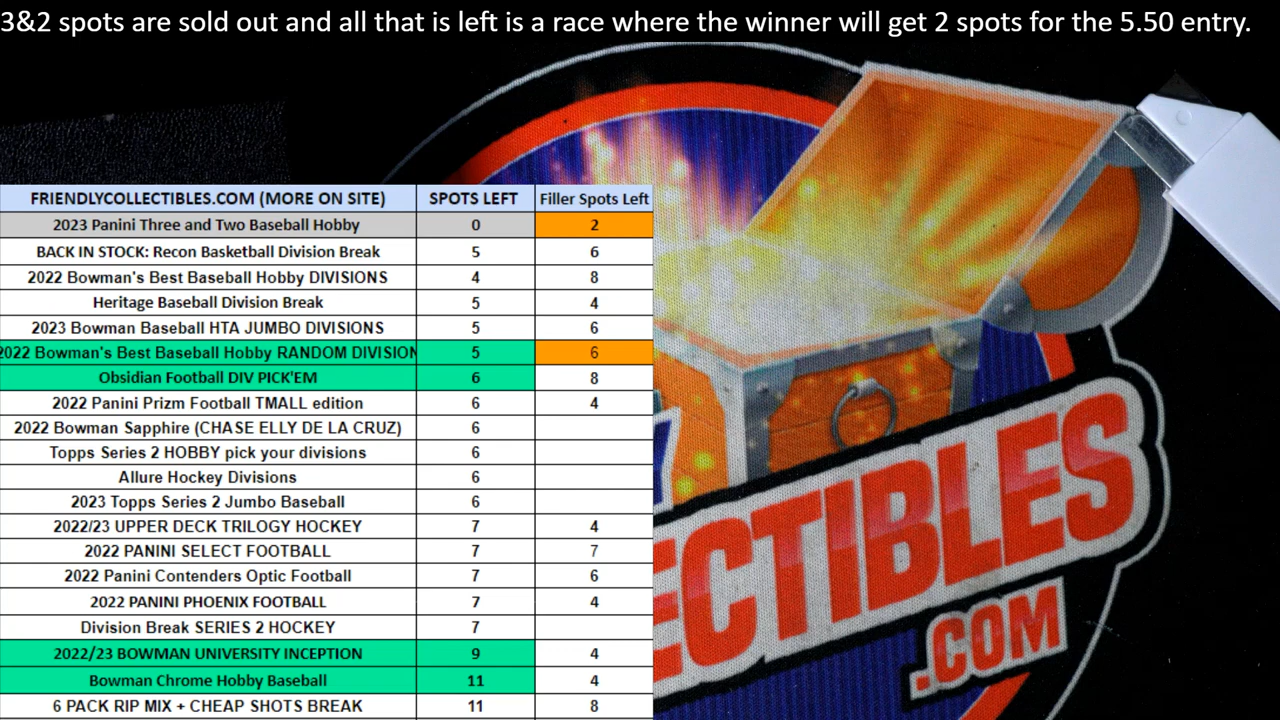 3&2 spots are sold out and all that is left is a race where the winner will get 2 spots for the 5.50 entry.
FRIENDLYCOLLECTIBLES.COM (MORE ON SITE) SPOTS LEFT Filler Spots Left
2023 Panini Three and Two Baseball Hobby 0 2
BACK IN STOCK: Recon Basketball Division Break 5 6
2022 Bowman's Best Baseball Hobby DIVISIONS 4 8
Heritage Baseball Division Break 5 4
2023 Bowman Baseball HTA JUMBO DIVISIONS 5 6
2022 Bowman's Best Baseball Hobby RANDOM DIVISION 5 6
Obsidian Football DIV PICK'EM 6 8
2022 Panini Prizm Football TMALL edition 6 4
2022 Bowman Sapphire (CHASE ELLY DE LA CRUZ) 6
Topps Series 2 HOBBY pick your divisions 6
Allure Hockey Divisions 6
2023 Topps Series 2 Jumbo Baseball 6
2022/23 UPPER DECK TRILOGY HOCKEY 7 4
2022 PANINI SELECT FOOTBALL 7 7
2022 Panini Contenders Optic Football 7 6
2022 PANINI PHOENIX FOOTBALL 7 4
Division Break SERIES 2 HOCKEY 7
2022/23 BOWMAN UNIVERSITY INCEPTION 9 4
Bowman Chrome Hobby Baseball 11 4
6 PACK RIP MIX + CHEAP SHOTS BREAK 11 8
Y
ECTIBLES
.COM